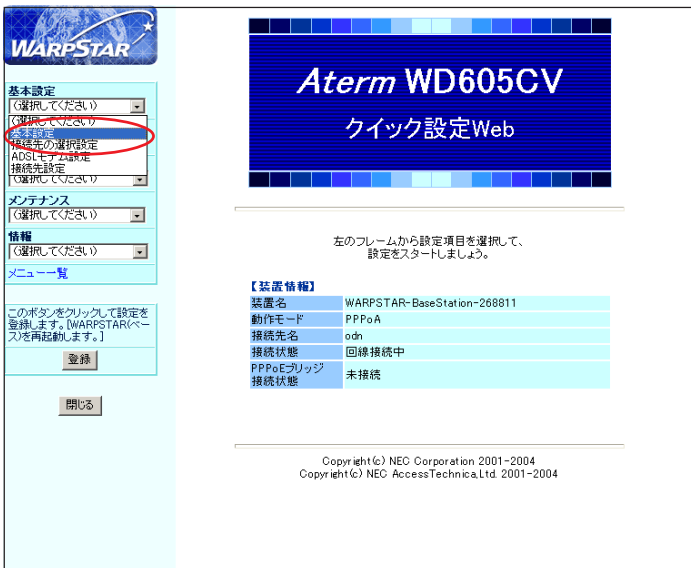 WARPSTAR
基本設定
(選択してください)
(選択してください)
基本設定
接続先の選択設定
ADSLモデム設定
接続先設定
(選択してください)
メンテナンス
(選択してください)
情報
(選択してください)
メニュー一覧
このボタンをクリックして設定を
登録します。[WARPSTAR(ベー
ス)を再起動します。]
登録
閉じる
Aterm WD605CV
クイック設定Web
左のフレームから設定項目を選択して、
設定をスタートしましょう。
【装置情報】
装置名 WARPSTAR-BaseStation-268811
動作モード PPPoA
接続先名 odn
接続状態 回線接続中
PPPoEブリッジ
接続状態 未接続
Copyright(c) NEC Corporation 2001-2004
Copyright(c) NEC AccessTechnica,Ltd. 2001-2004